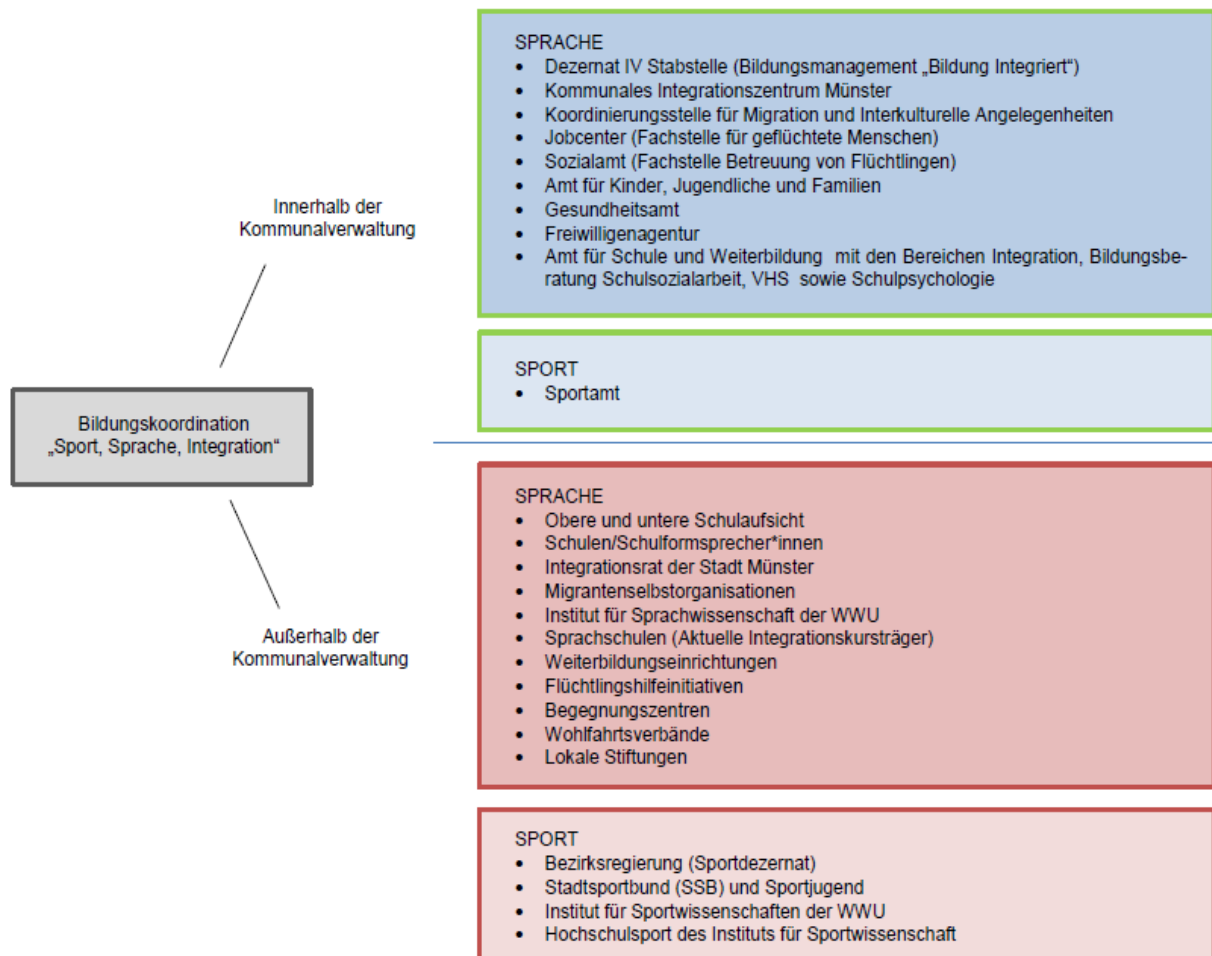 SPRACHE
• Dezernat IV Stabstelle (Bildungsmanagement „Bildung Integriert“)
• Kommunales Integrationszentrum Münster
• Koordinierungsstelle für Migration und Interkulturelle Angelegenheiten
• Jobcenter (Fachstelle für geflüchtete Menschen)
• Sozialamt (Fachstelle Betreuung von Flüchtlingen)
• Amt für Kinder, Jugendliche und Familien
• Gesundheitsamt
• Freiwilligenagentur
• Amt für Schule und Weiterbildung mit den Bereichen Integration, Bildungsbe-
ratung Schulsozialarbeit, VHS sowie Schulpsychologie
Innerhalb der
Kommunalverwaltung
SPORT
• Sportamt
Bildungskoordination
„Sport, Sprache, Integration“
SPRACHE
• Obere und untere Schulaufsicht
• Schulen/Schulformsprecher*innen
• Integrationsrat der Stadt Münster
• Migrantenselbstorganisationen
• Institut für Sprachwissenschaft der WWU
• Sprachschulen (Aktuelle Integrationskursträger)
• Weiterbildungseinrichtungen
• Flüchtlingshilfeinitiativen
• Begegnungszentren
• Wohlfahrtsverbände
• Lokale Stiftungen
Außerhalb der
Kommunalverwaltung
SPORT
• Bezirksregierung (Sportdezernat)
• Stadtsportbund (SSB) und Sportjugend
• Institut für Sportwissenschaften der WWU
• Hochschulsport des Instituts für Sportwissenschaft